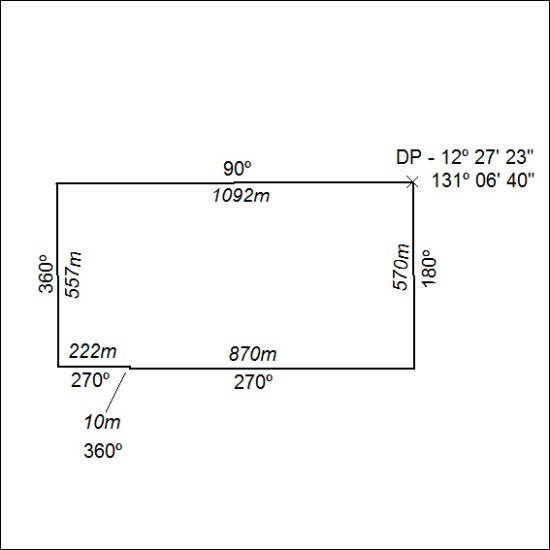 DP - 12º 27' 23"
131º 06' 40"
90º
1092m
360º
557m
570m
180º
222m
870m
270º
270º
10m
360º